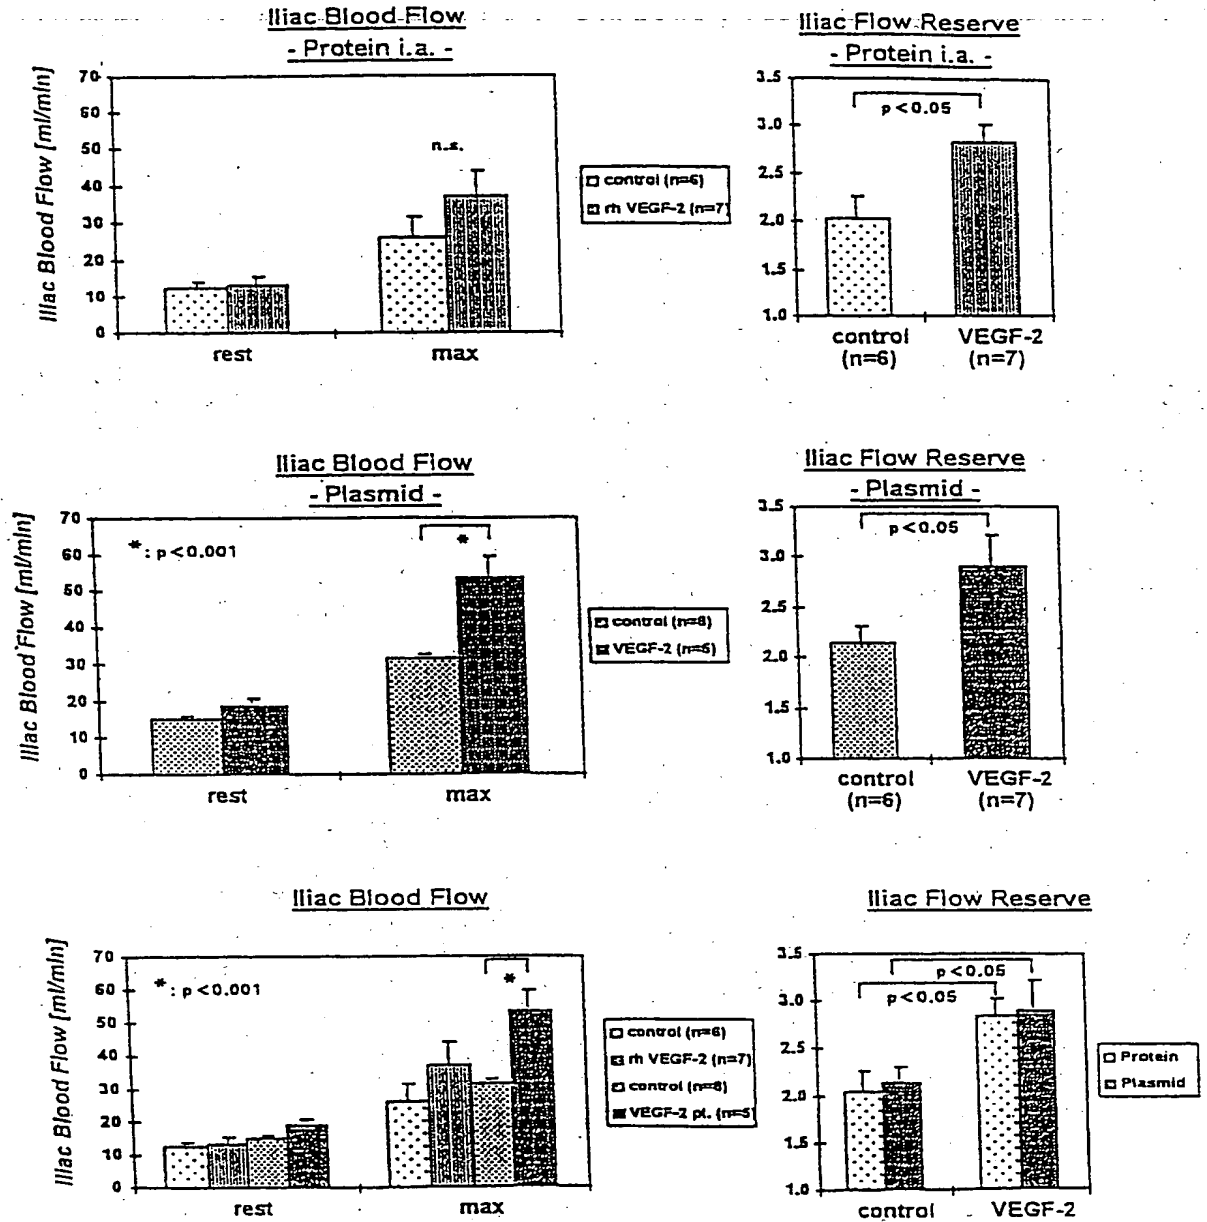 Iliac Blood Flow
- Protein i.a. -
Iliac Blood Flow [ml/min]
70
60
50
40
30
20
10
0
n.s.
rest
max
control (n=6)
rh VEGF-2 (n=7)
Iliac Flow Reserve
- Protein i.a. -
3.5
3.0
2.5
2.0
1.5
1.0
p<0.05
control
(n=6)
VEGF-2
(n=7)
Iliac Blood Flow
- Plasmid -
Iliac Blood Flow [ml/min]
70
60
50
40
30
20
10
0
*: p<0.001
*
rest
max
control (n=8)
VEGF-2
Iliac Flow Reserve
- Plasmid -
3.5
3.0
2.5
2.0
1.5
1.0
p<0.05
control
(n=6)
VEGF-2
(n=7)
Iliac Blood Flow
Iliac Blood Flow [ml/min]
70
60
50
40
30
20
10
0
*: p<0.001
*
rest
max
control (n=6)
rh VEGF-2 (n=7)
control (n=8)
VEGF-2 pl. (n=5)
Iliac Flow Reserve
3.5
3.0
2.5
2.0
1.5
1.0
p<0.05
p<0.05
control
VEGF-2
Protein
Plasmid